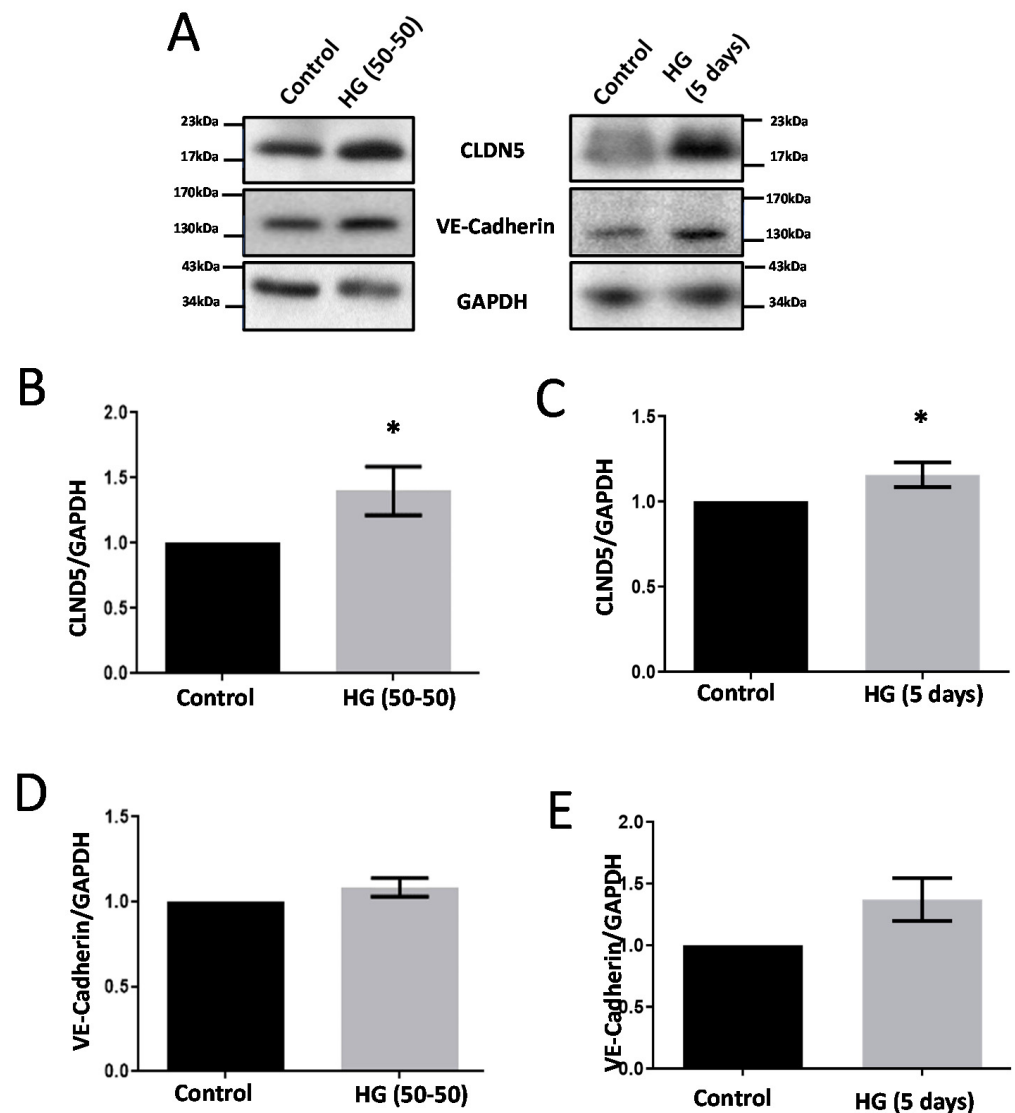 A
Control HG (50-50) Control HG (5 days)
23kDa 23kDa
17kDa CLDN5 17kDa
170kDa 170kDa
130kDa VE-Cadherin 130kDa
43kDa 43kDa
34kDa GAPDH 34kDa
B
CLND5/GAPDH
2.0
1.5
1.0
0.5
0.0
*
Control HG (50-50)
C
CLND5/GAPDH
1.5
1.0
0.5
0.0
*
Control HG (5 days)
D
VE-Cadherin/GAPDH
1.5
1.0
0.5
0.0
Control HG (50-50)
E
VE-Cadherin/GAPDH
2.0
1.5
1.0
0.5
0.0
Control HG (5 days)